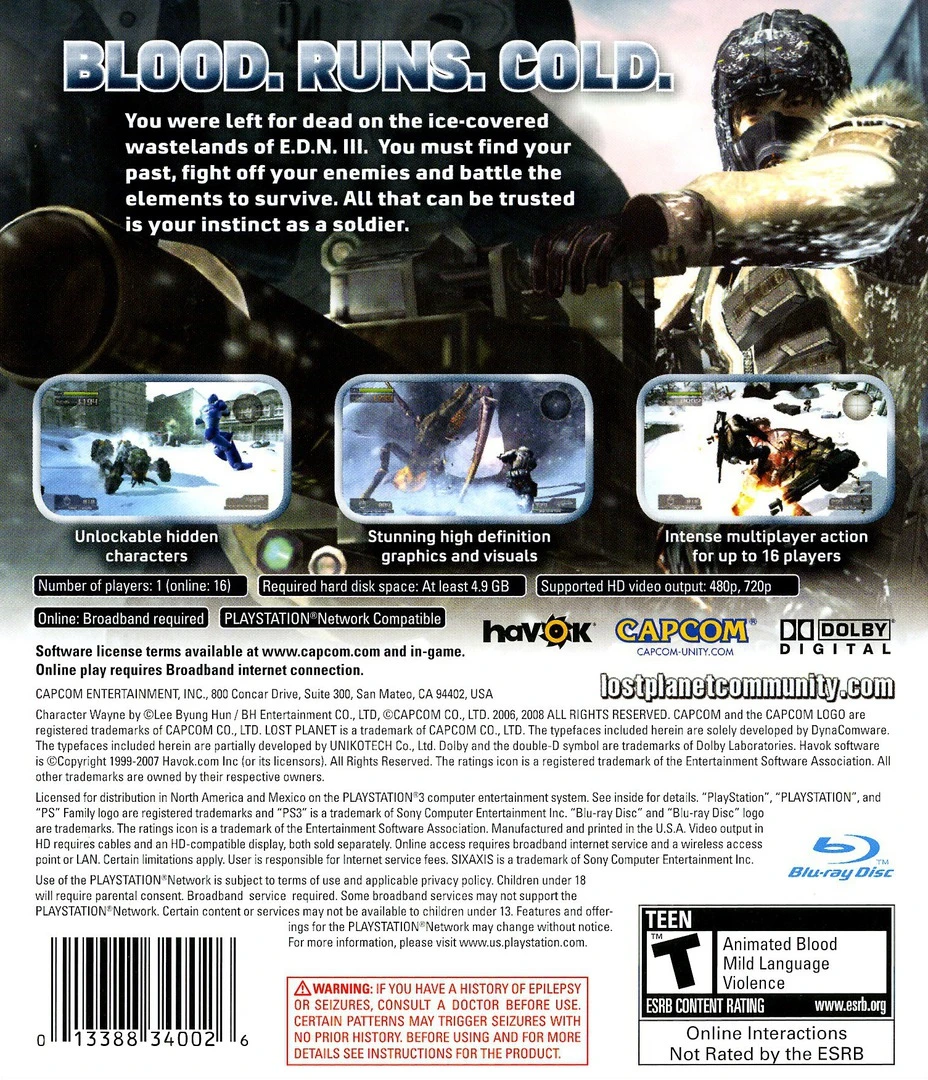 BLOOD. RUNS. COLD.
You were left for dead on the ice-covered
wastelands of E.D.N. III. You must find your
past, fight off your enemies and battle the
elements to survive. All that can be trusted
is your instinct as a soldier.
Unlockable hidden
characters
Stunning high definition
graphics and visuals
Intense multiplayer action
for up to 16 players
Number of players: 1 (online: 16)
Required hard disk space: At least 4.9 GB
Supported HD video output: 480p, 720p
Online: Broadband required
PLAYSTATION®Network Compatible
havok
CAPCOM®
CAPCOM-UNITY.COM
DOLBY
DIGITAL
Software license terms available at www.capcom.com and in-game.
Online play requires Broadband internet connection.
lostplanetcommunity.com
CAPCOM ENTERTAINMENT, INC., 800 Concar Drive, Suite 300, San Mateo, CA 94402, USA
Character Wayne by ©Lee Byung Hun / BH Entertainment CO., LTD, ©CAPCOM CO., LTD. 2006, 2008 ALL RIGHTS RESERVED. CAPCOM and the CAPCOM LOGO are
registered trademarks of CAPCOM CO., LTD. LOST PLANET is a trademark of CAPCOM CO., LTD. The typefaces included herein are solely developed by DynaComware.
The typefaces included herein are partially developed by UNIKOTECH Co., Ltd. Dolby and the double-D symbol are trademarks of Dolby Laboratories. Havok software
is ©Copyright 1999-2007 Havok.com Inc (or its licensors). All Rights Reserved. The ratings icon is a registered trademark of the Entertainment Software Association. All
other trademarks are owned by their respective owners.
Licensed for distribution in North America and Mexico on the PLAYSTATION®3 computer entertainment system. See inside for details. “PlayStation”, “PLAYSTATION”, and
“PS” Family logo are registered trademarks and “PS3” is a trademark of Sony Computer Entertainment Inc. “Blu-ray Disc” and “Blu-ray Disc” logo
are trademarks. The ratings icon is a trademark of the Entertainment Software Association. Manufactured and printed in the U.S.A. Video output in
HD requires cables and an HD-compatible display, both sold separately. Online access requires broadband internet service and a wireless access
point or LAN. Certain limitations apply. User is responsible for Internet service fees. SIXAXIS is a trademark of Sony Computer Entertainment Inc.
Blu-ray Disc™
Use of the PLAYSTATION®Network is subject to terms of use and applicable privacy policy. Children under 18
will require parental consent. Broadband service required. Some broadband services may not support the
PLAYSTATION®Network. Certain content or services may not be available to children under 13. Features and offer-
ings for the PLAYSTATION®Network may change without notice.
For more information, please visit www.us.playstation.com.
0 13388 34002 6
⚠WARNING: IF YOU HAVE A HISTORY OF EPILEPSY
OR SEIZURES, CONSULT A DOCTOR BEFORE USE.
CERTAIN PATTERNS MAY TRIGGER SEIZURES WITH
NO PRIOR HISTORY. BEFORE USING AND FOR MORE
DETAILS SEE INSTRUCTIONS FOR THE PRODUCT.
TEEN
T™
Animated Blood
Mild Language
Violence
ESRB CONTENT RATING www.esrb.org
Online Interactions
Not Rated by the ESRB